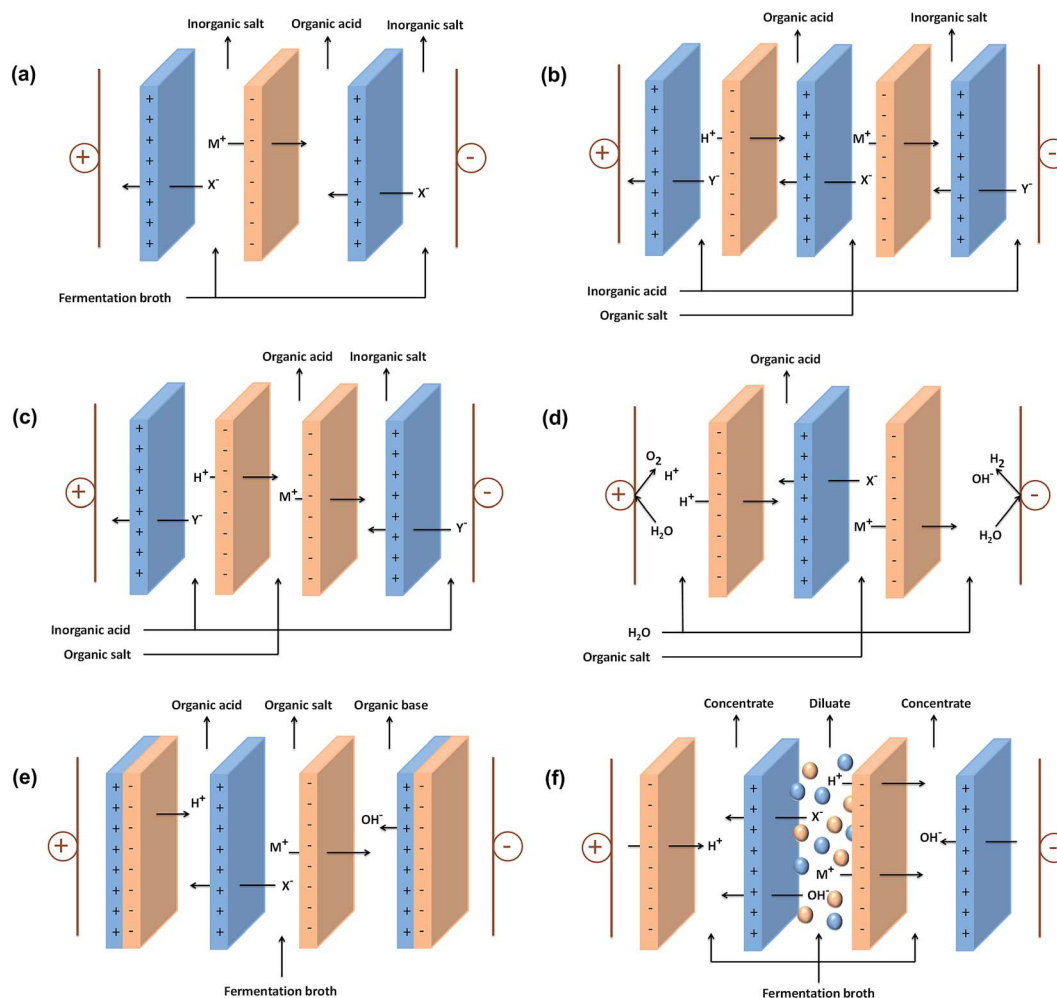 (a)
Inorganic salt
Organic acid
Inorganic salt
+
M⁺
X⁻
X⁻
-
Fermentation broth
(b)
Organic acid
Inorganic salt
+
H⁺
M⁺
Y⁻
X⁻
Y⁻
-
Inorganic acid
Organic salt
(c)
Organic acid
Inorganic salt
+
H⁺
M⁺
Y⁻
Y⁻
-
Inorganic acid
Organic salt
(d)
Organic acid
O₂
H⁺
+
H₂O
H⁺
X⁻
M⁺
H₂
OH⁻
-
H₂O
H₂O
Organic salt
(e)
Organic acid
Organic salt
Organic base
+
H⁺
OH⁻
M⁺
X⁻
-
Fermentation broth
(f)
Concentrate
Diluate
Concentrate
+
H⁺
H⁺
X⁻
OH⁻
M⁺
OH⁻
-
Fermentation broth